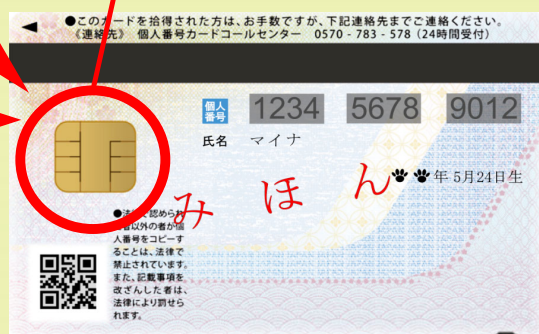 ●このカードを拾得された方は、お手数ですが、下記連絡先までご連絡ください。
《連絡先》 個人番号カードコールセンター 0570-783-578(24時間受付)
個人番号 1234 5678 9012
氏名 マイナ
年 5月24日生
みほん
●法 で認められ
者以外の者が個
人番号をコピーす
ることは、法律で
禁止されています。
また、記載事項を
改ざんした者は、
法律により罰せら
れます。